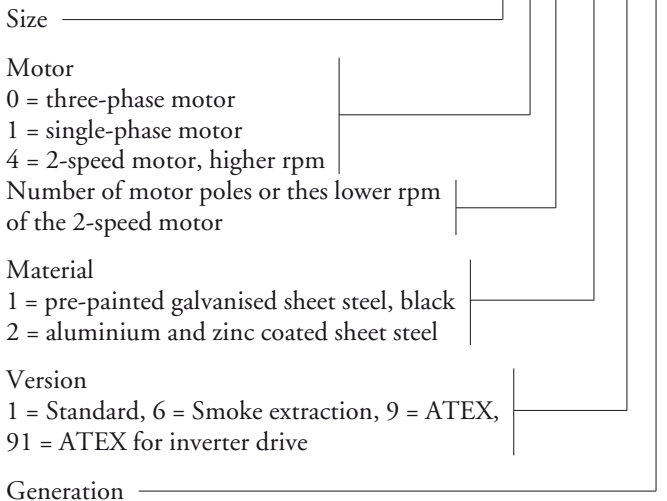 Size
Motor
0 = three-phase motor
1 = single-phase motor
4 = 2-speed motor, higher rpm
Number of motor poles or thes lower rpm
of the 2-speed motor
Material
1 = pre-painted galvanised sheet steel, black
2 = aluminium and zinc coated sheet steel
Version
1 = Standard, 6 = Smoke extraction, 9 = ATEX,
91 = ATEX for inverter drive
Generation